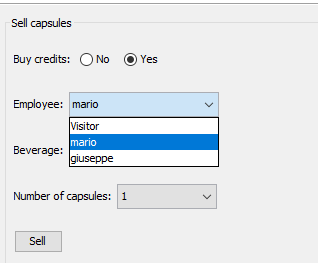 Sell capsules
Buy credits: No Yes
Employee: mario
Visitor
mario
Beverage:
giuseppe
Number of capsules: 1
Sell